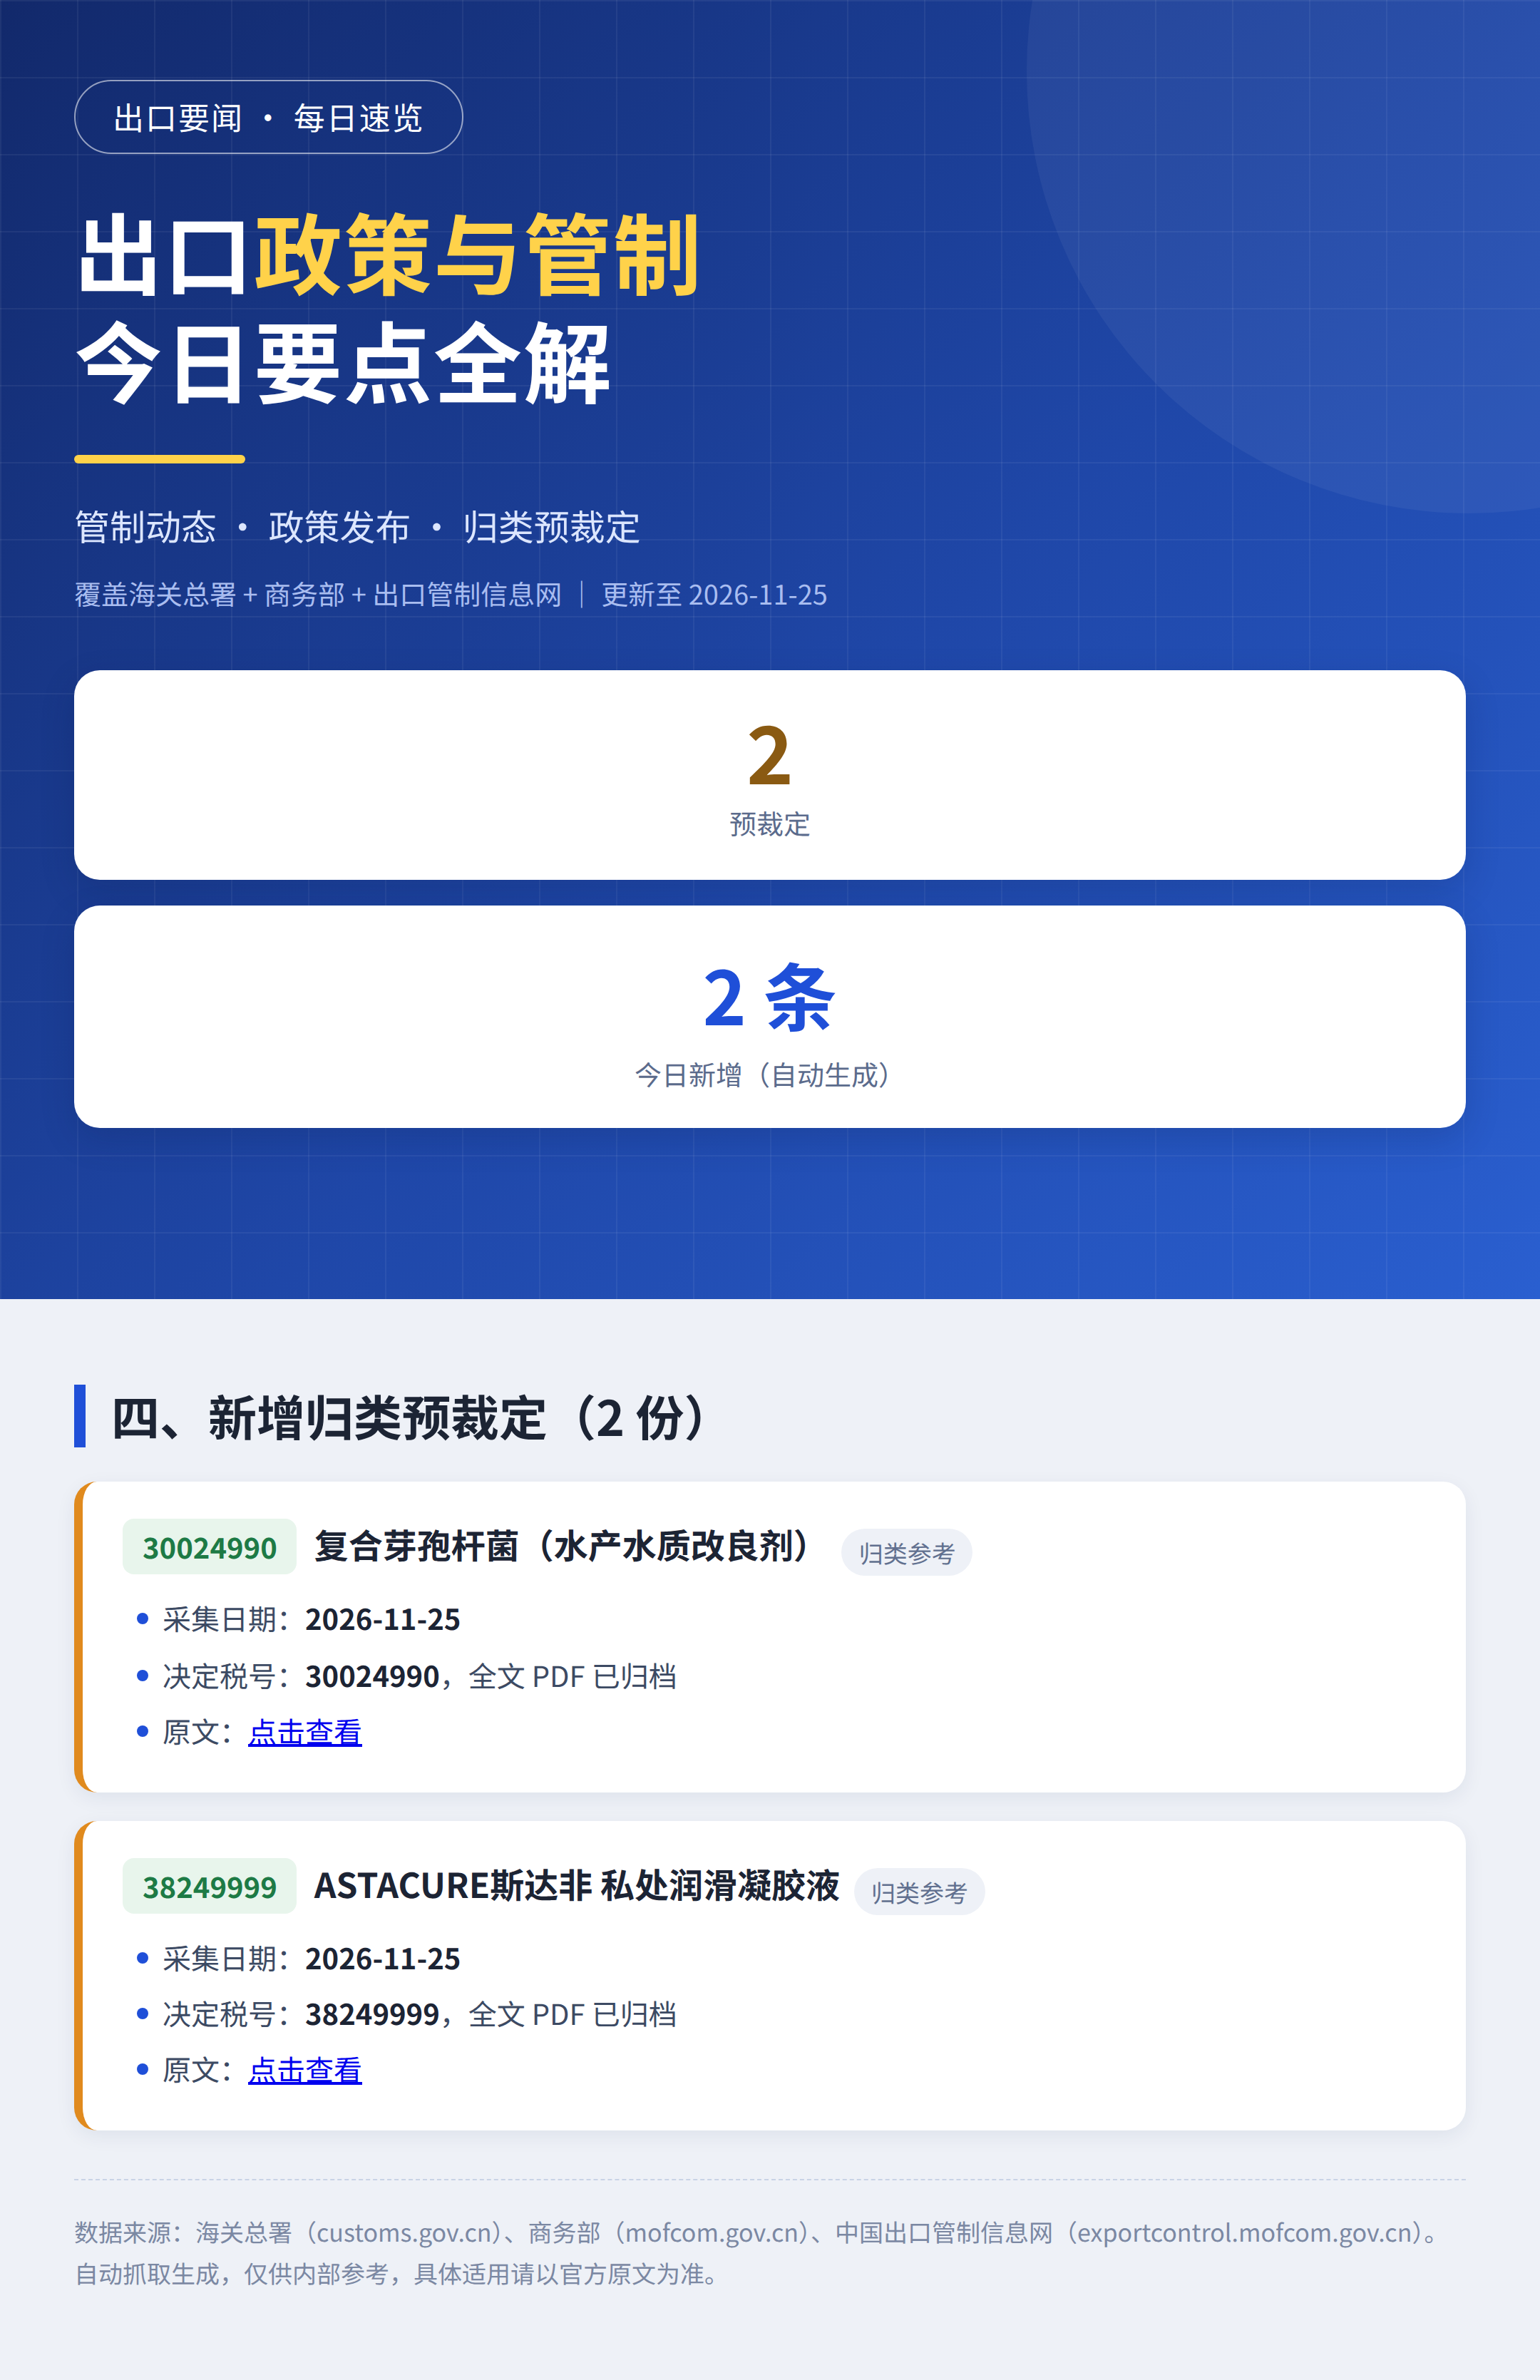 出口要闻 · 每日速览
出口政策与管制
今日要点全解
管制动态 · 政策发布 · 归类预裁定
覆盖海关总署 + 商务部 + 出口管制信息网 ｜ 更新至 2026-11-25
2
预裁定
2 条
今日新增（自动生成）
四、新增归类预裁定（2 份）
30024990 复合芽孢杆菌（水产水质改良剂） 归类参考
采集日期：2026-11-25
决定税号：30024990，全文 PDF 已归档
原文：点击查看
38249999 ASTACURE斯达非 私处润滑凝胶液 归类参考
采集日期：2026-11-25
决定税号：38249999，全文 PDF 已归档
原文：点击查看
数据来源：海关总署（customs.gov.cn）、商务部（mofcom.gov.cn）、中国出口管制信息网（exportcontrol.mofcom.gov.cn）。
自动抓取生成，仅供内部参考，具体适用请以官方原文为准。